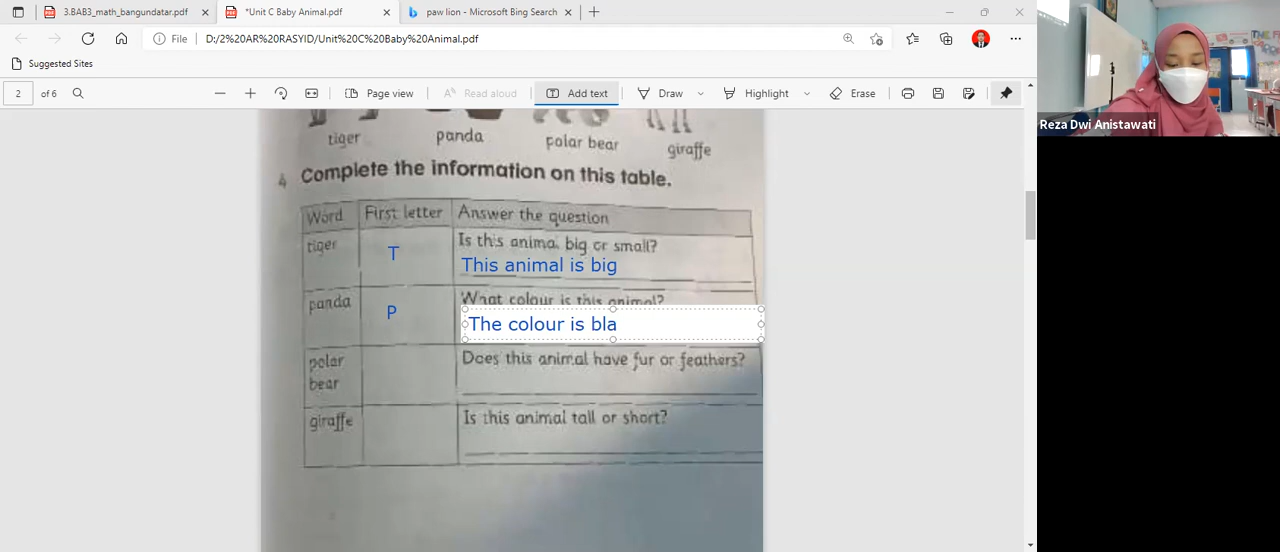 3.BAB3_math_bangundatar.pdf
*Unit C Baby Animal.pdf
paw lion - Microsoft Bing Search
File
D:/2%20AR%20RASYID/Unit%20C%20Baby%20Animal.pdf
Suggested Sites
2 of 6
Page view
Read aloud
Add text
Draw
Highlight
Erase
Reza Dwi Anistawati
tiger
panda
polar bear
giraffe
4 Complete the information on this table.
Word First letter Answer the question
tiger T Is this animal big or small?
This animal is big
panda P What colour is this animal?
The colour is bla
polar bear Does this animal have fur or feathers?
giraffe Is this animal tall or short?